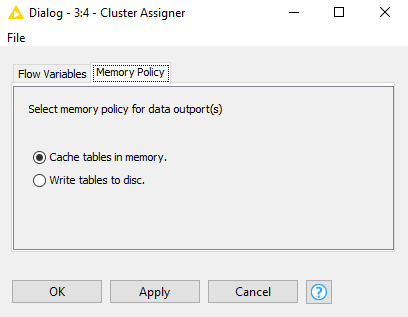 Dialog - 3:4 - Cluster Assigner
File
Flow Variables Memory Policy
Select memory policy for data outport(s)
Cache tables in memory.
Write tables to disc.
OK Apply Cancel ?